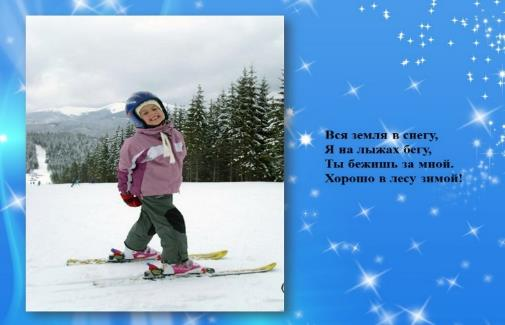 Вся земля в снегу,
Я на лыжах бегу,
Ты бежишь за мной.
Хорошо в лесу зимой!